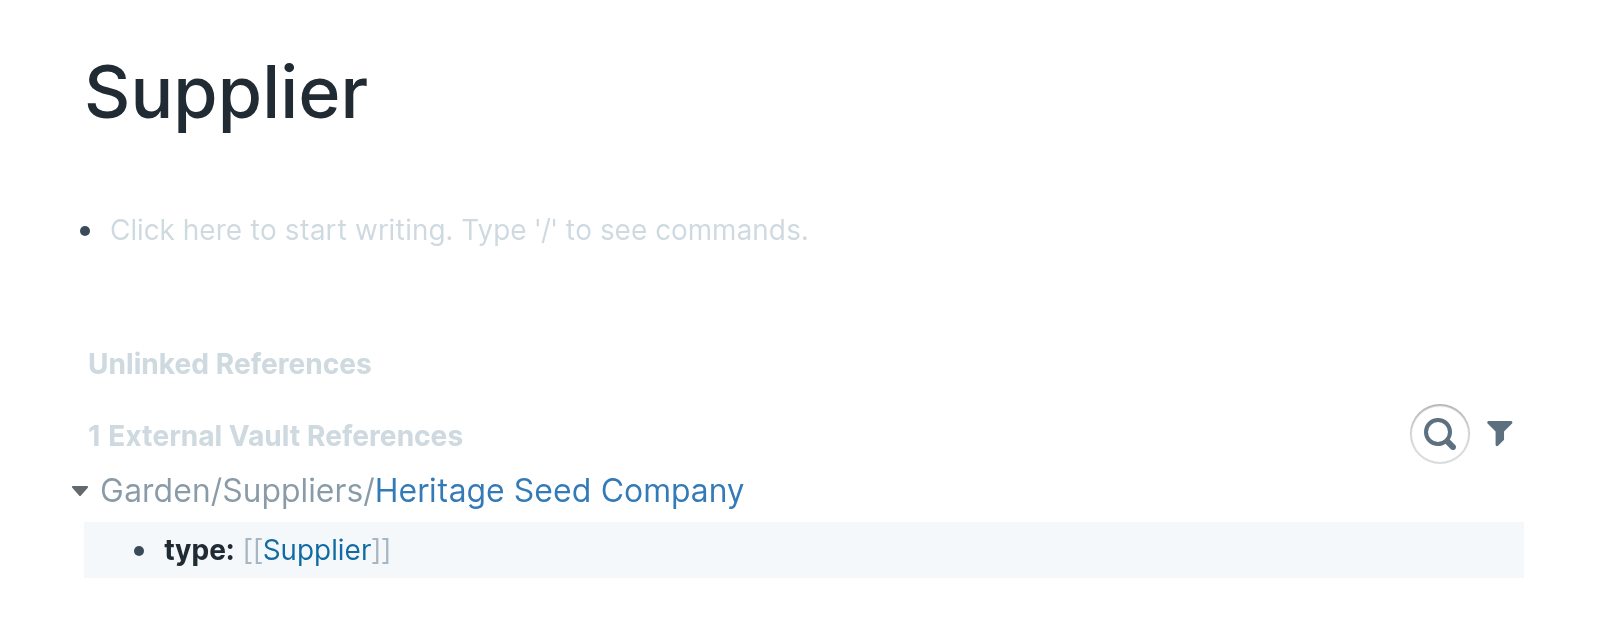 Supplier
Click here to start writing. Type '/' to see commands.
Unlinked References
1 External Vault References
Garden/Suppliers/Heritage Seed Company
type: [[Supplier]]